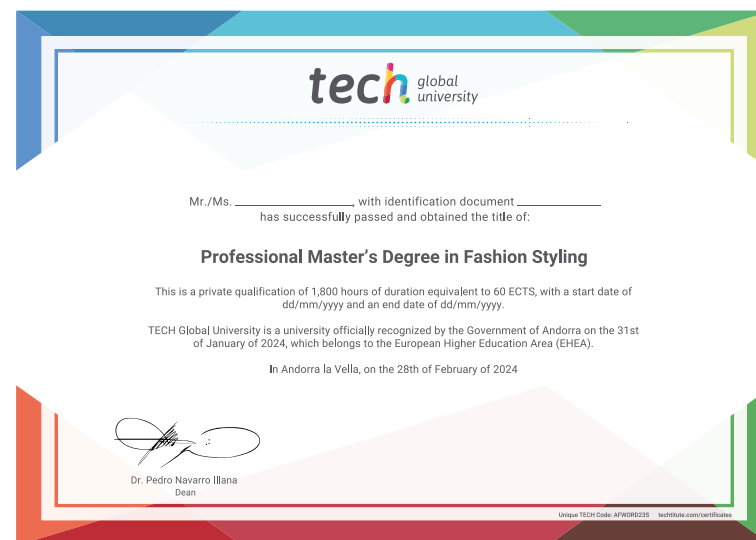 tech global
university
Mr./Ms. ________________, with identification document ____________
has successfully passed and obtained the title of:
Professional Master's Degree in Fashion Styling
This is a private qualification of 1,800 hours of duration equivalent to 60 ECTS, with a start date of
dd/mm/yyyy and an end date of dd/mm/yyyy.
TECH Global University is a university officially recognized by the Government of Andorra on the 31st
of January of 2024, which belongs to the European Higher Education Area (EHEA).
In Andorra la Vella, on the 28th of February of 2024
Dr. Pedro Navarro Illana
Dean
Unique TECH Code: AFWORD23S techtitute.com/certificates